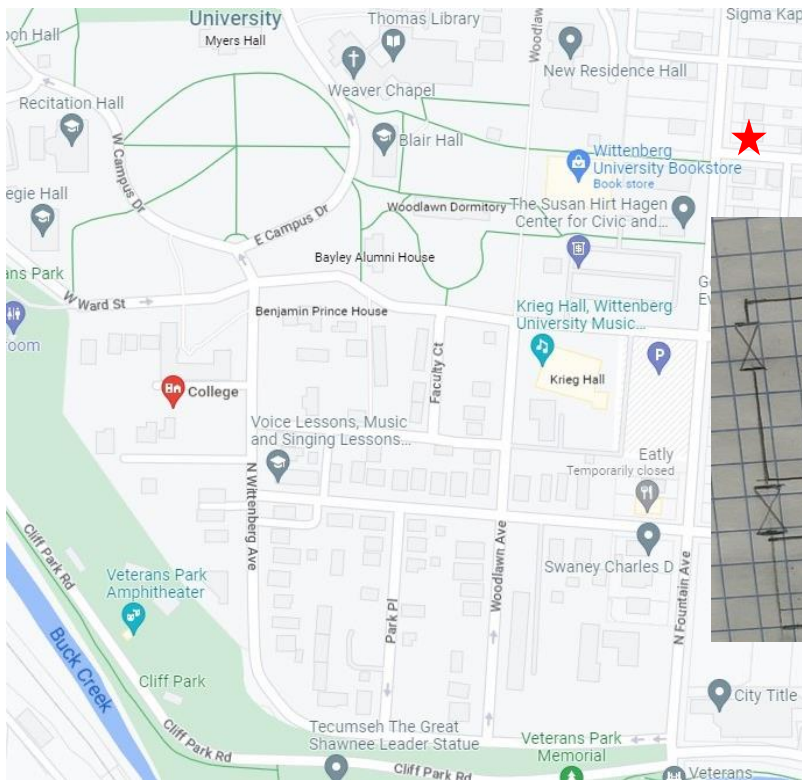 University
Myers Hall
Thomas Library
Sigma Kap
och Hall
Woodlawn
New Residence Hall
Weaver Chapel
Recitation Hall
W Campus Dr
Blair Hall
Wittenberg
University Bookstore
Book store
egie Hall
Woodlawn Dormitory
The Susan Hirt Hagen
Center for Civic and...
E Campus Dr
Bayley Alumni House
ans Park
W Ward St
Benjamin Prince House
Krieg Hall, Wittenberg
University Music...
room
Faculty Ct
P
Krieg Hall
College
Voice Lessons, Music
and Singing Lessons...
Eatly
Temporarily closed
N Wittenberg Ave
Cliff Park Rd
Woodlawn Ave
Swaney Charles D
Veterans Park
Amphitheater
Park Pl
N Fountain Ave
Buck Creek
Cliff Park
City Title
Tecumseh The Great
Shawnee Leader Statue
Cliff Park Rd
Veterans Park
Memorial
Cliff Park Rd
Veterans